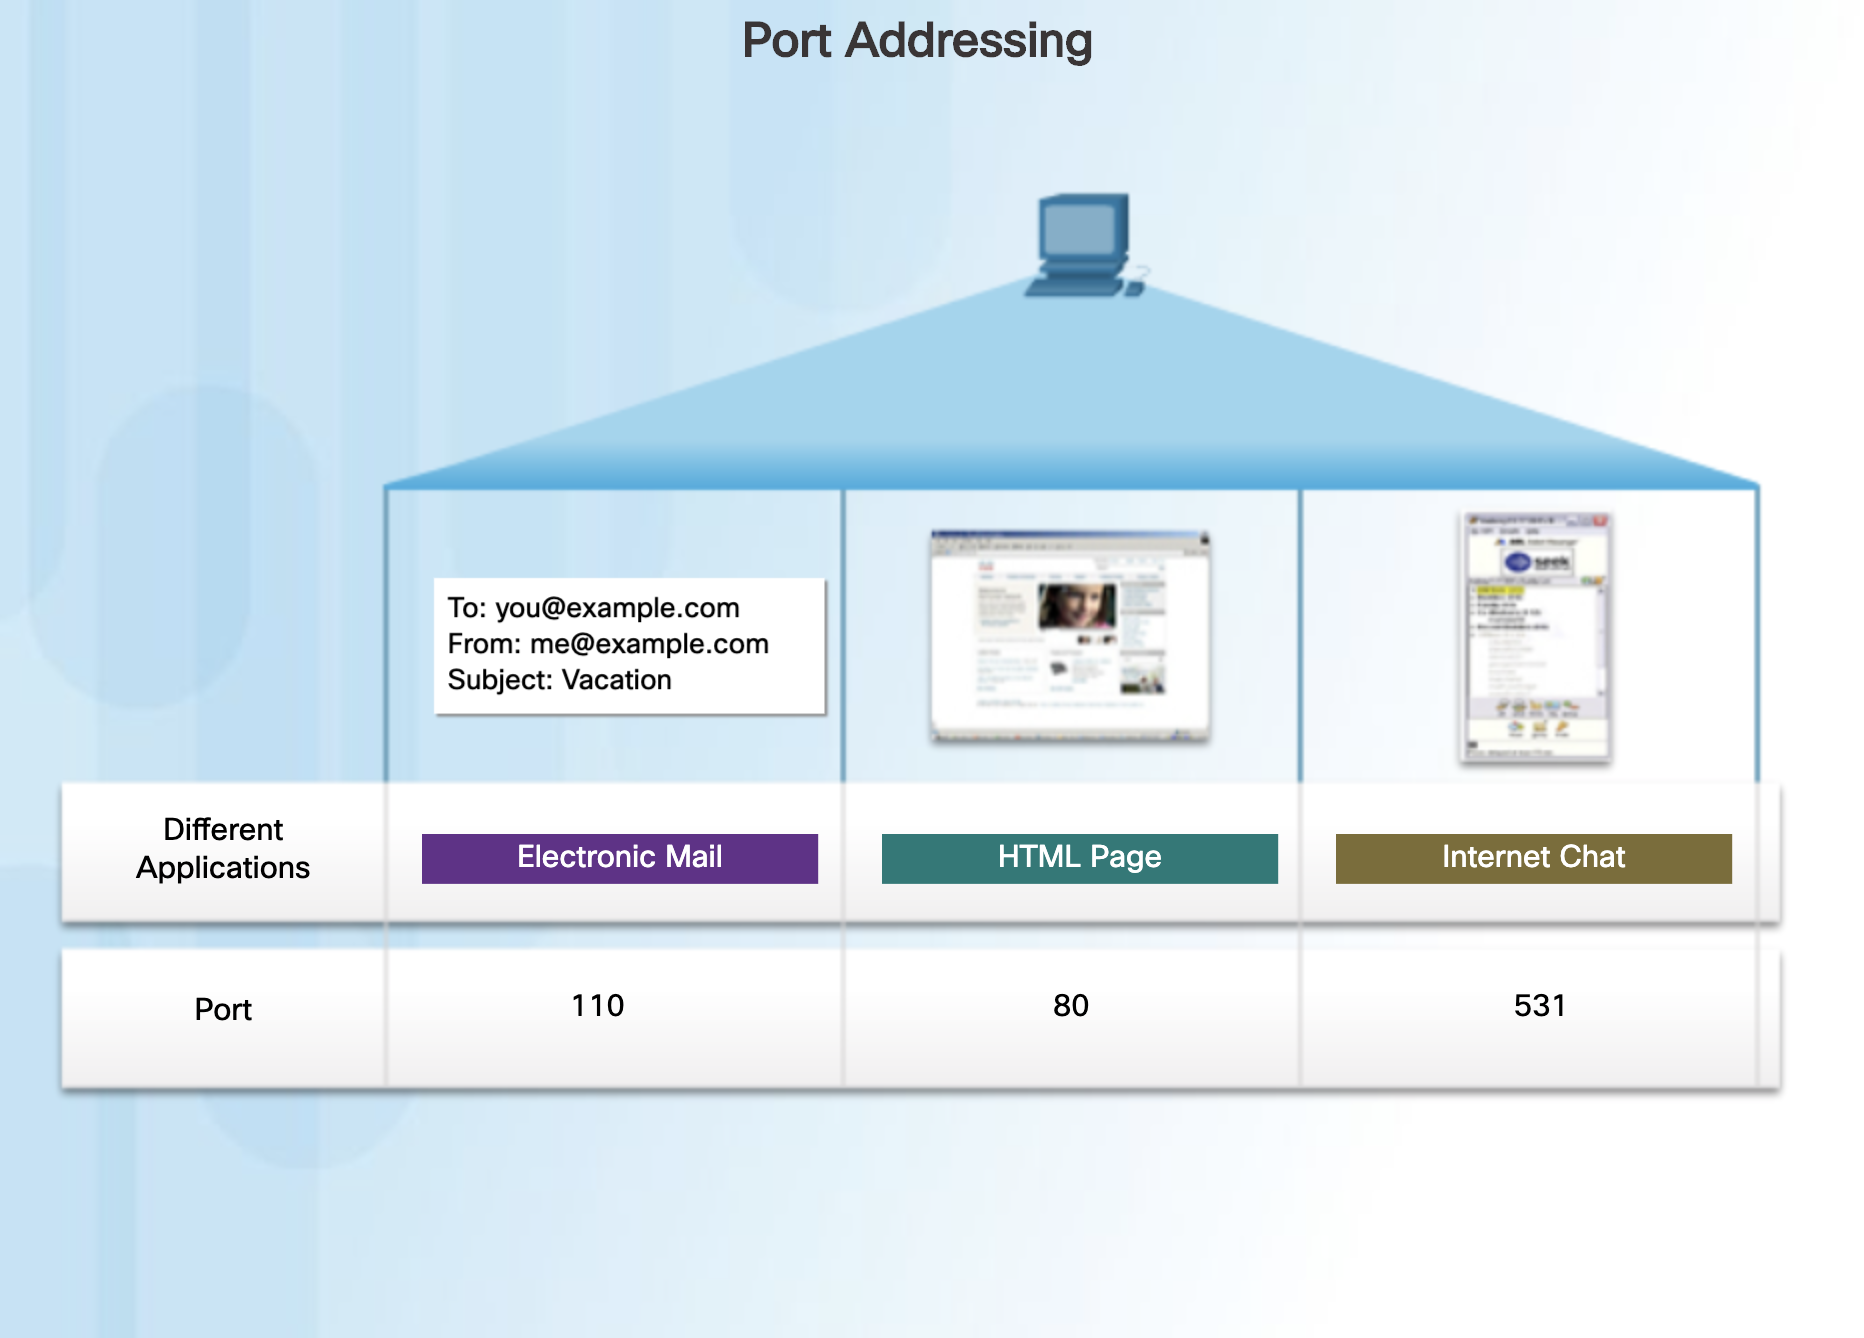 Port Addressing
To: you@example.com
From: me@example.com
Subject: Vacation
seek
Different
Applications
Electronic Mail
HTML Page
Internet Chat
Port
110
80
531